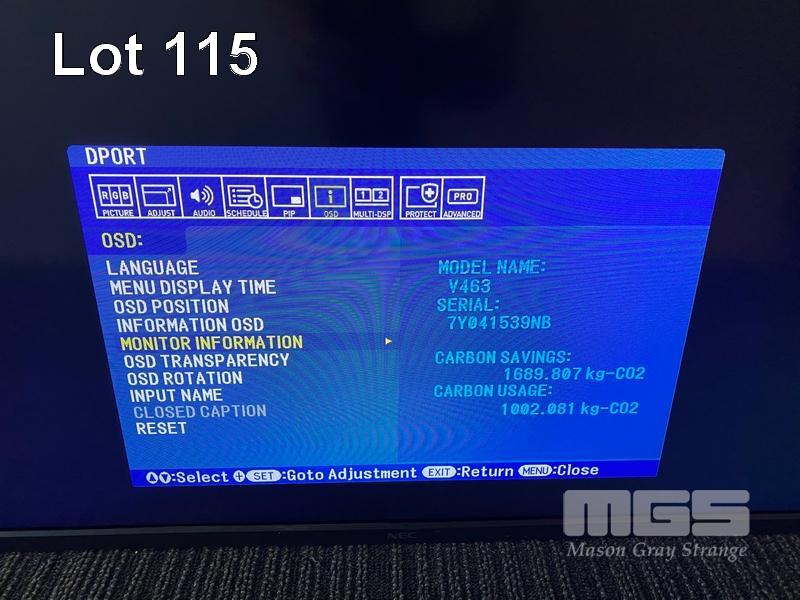 Lot 115
DPORT
RGB 1 2 PRO
PICTURE ADJUST AUDIO SCHEDULE PIP OSD MULTI-DSP PROTECT ADVANCED
OSD:
LANGUAGE
MENU DISPLAY TIME
OSD POSITION
INFORMATION OSD
MONITOR INFORMATION
OSD TRANSPARENCY
OSD ROTATION
INPUT NAME
CLOSED CAPTION
RESET
MODEL NAME:
V463
SERIAL:
7Y041539NB
CARBON SAVINGS:
1689.807 kg-CO2
CARBON USAGE:
1002.081 kg-CO2
:Select SET:Goto Adjustment EXIT:Return MENU:Close
NEC
MGS
Mason Gray Strange